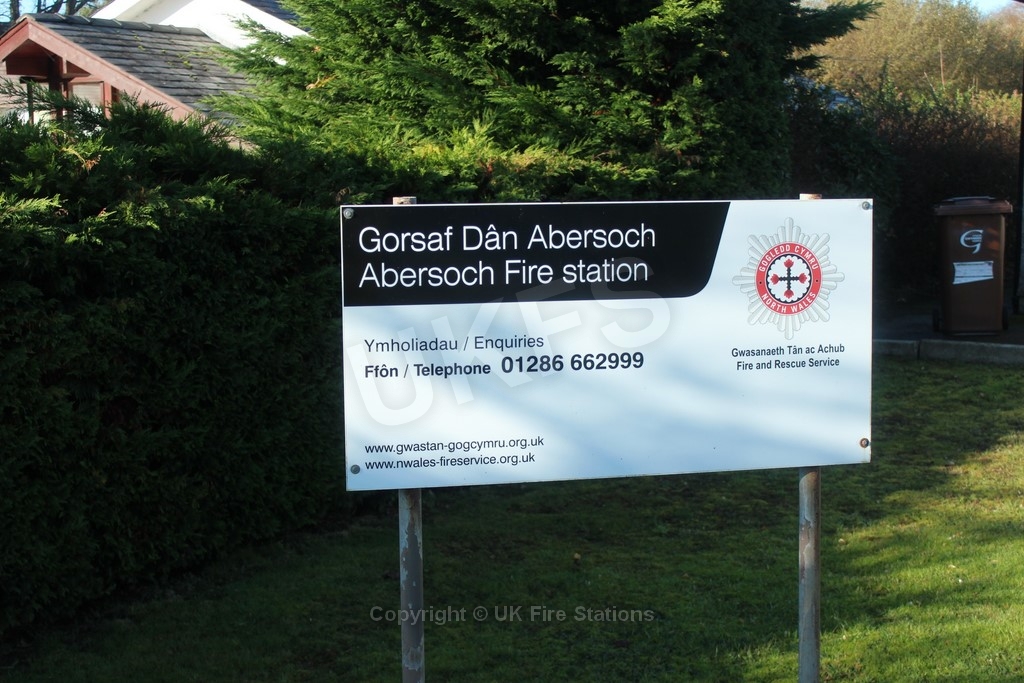 Gorsaf Dân Abersoch
Abersoch Fire station
GOGLEDD CYMRU
NORTH WALES
Gwasanaeth Tân ac Achub
Fire and Rescue Service
Ymholiadau / Enquiries
Ffôn / Telephone 01286 662999
www.gwastan-gogcymru.org.uk
www.nwales-fireservice.org.uk
UKFS
Copyright © UK Fire Stations